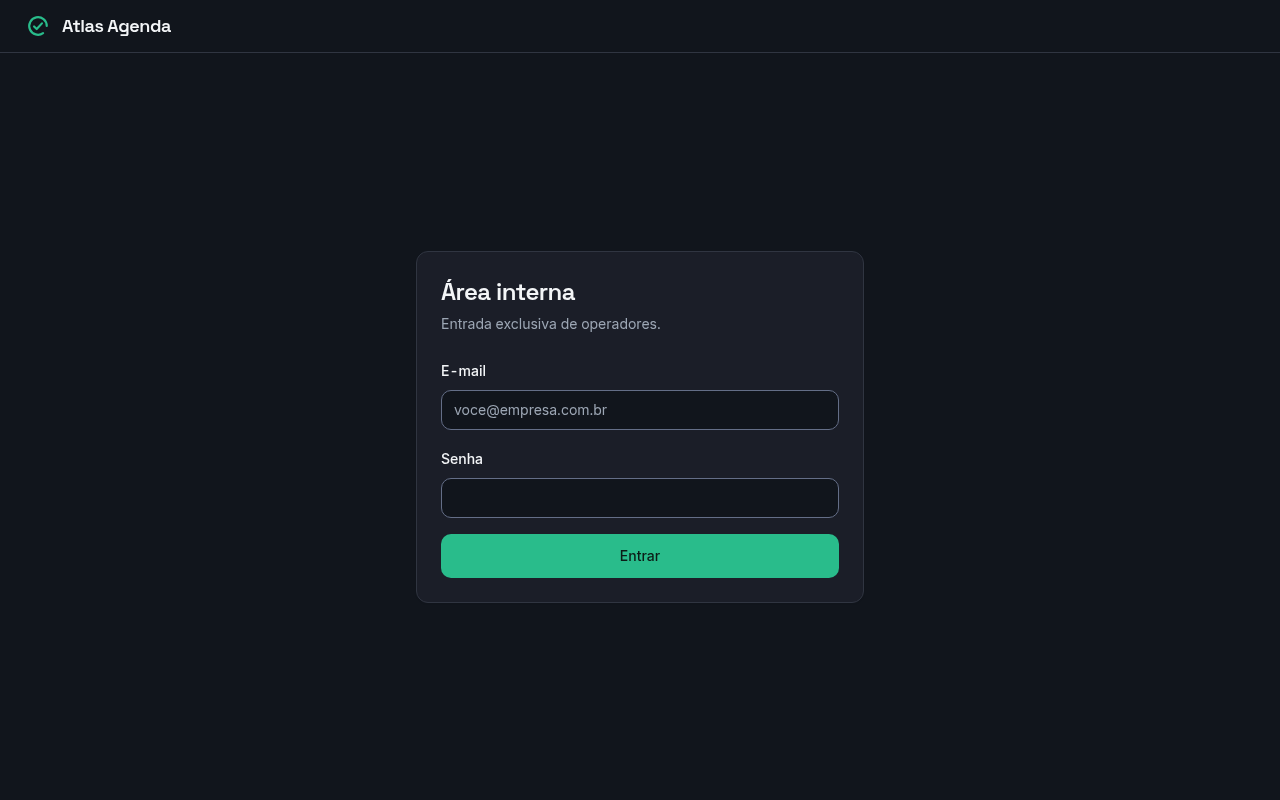 Atlas Agenda
Área interna
Entrada exclusiva de operadores.
E-mail
voce@empresa.com.br
Senha
Entrar